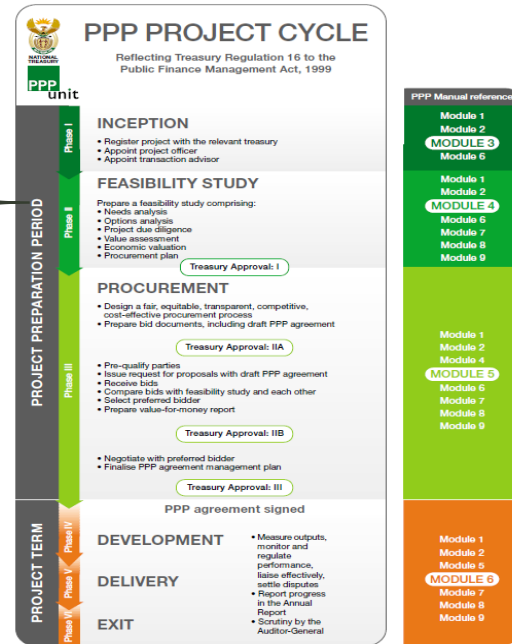 PPP PROJECT CYCLE
Reflecting Treasury Regulation 16 to the
Public Finance Management Act, 1999
NATIONAL
TREASURY
PPP
unit
PROJECT PREPARATION PERIOD
Phase I
INCEPTION
• Register project with the relevant treasury
• Appoint project officer
• Appoint transaction advisor
Phase II
FEASIBILITY STUDY
Prepare a feasibility study comprising:
• Needs analysis
• Options analysis
• Project due diligence
• Value assessment
• Economic valuation
• Procurement plan
Treasury Approval: I
Phase III
PROCUREMENT
• Design a fair, equitable, transparent, competitive,
cost-effective procurement process
• Prepare bid documents, including draft PPP agreement
Treasury Approval: IIA
• Pre-qualify parties
• Issue request for proposals with draft PPP agreement
• Receive bids
• Compare bids with feasibility study and each other
• Select preferred bidder
• Prepare value-for-money report
Treasury Approval: IIB
• Negotiate with preferred bidder
• Finalise PPP agreement management plan
Treasury Approval: III
PPP agreement signed
PROJECT TERM
Phase IV
DEVELOPMENT
Phase V
DELIVERY
Phase VI
EXIT
• Measure outputs,
monitor and
regulate
performance,
liaise effectively,
settle disputes
• Report progress
in the Annual
Report
• Scrutiny by the
Auditor-General
PPP Manual reference
Module 1
Module 2
MODULE 3
Module 6
Module 1
Module 2
MODULE 4
Module 6
Module 7
Module 8
Module 9
Module 1
Module 2
Module 4
MODULE 5
Module 6
Module 7
Module 8
Module 9
Module 1
Module 2
Module 5
MODULE 6
Module 7
Module 8
Module 9